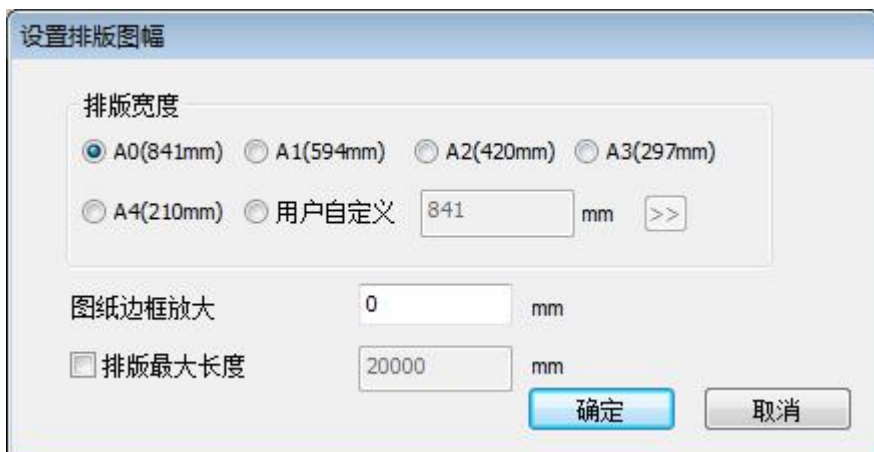 设置排版图幅
排版宽度
A0(841mm) A1(594mm) A2(420mm) A3(297mm)
A4(210mm) 用户自定义 841 mm >>
图纸边框放大 0 mm
排版最大长度 20000 mm
确定 取消